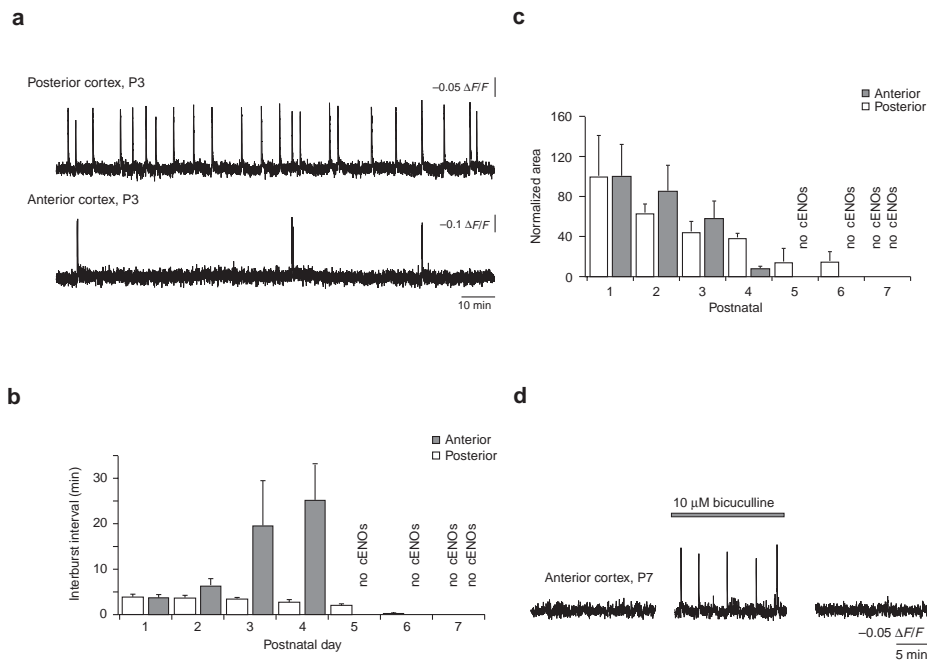 a
Posterior cortex, P3
–0.05 ΔF/F
Anterior cortex, P3
–0.1 ΔF/F
10 min
b
Anterior
Posterior
Interburst interval (min)
30
20
10
0
no cENOs
no cENOs
no cENOs
no cENOs
1 2 3 4 5 6 7
Postnatal day
c
Anterior
Posterior
Normalized area
160
120
80
40
0
no cENOs
no cENOs
no cENOs
no cENOs
1 2 3 4 5 6 7
Postnatal
d
10 μM bicuculline
Anterior cortex, P7
–0.05 ΔF/F
5 min